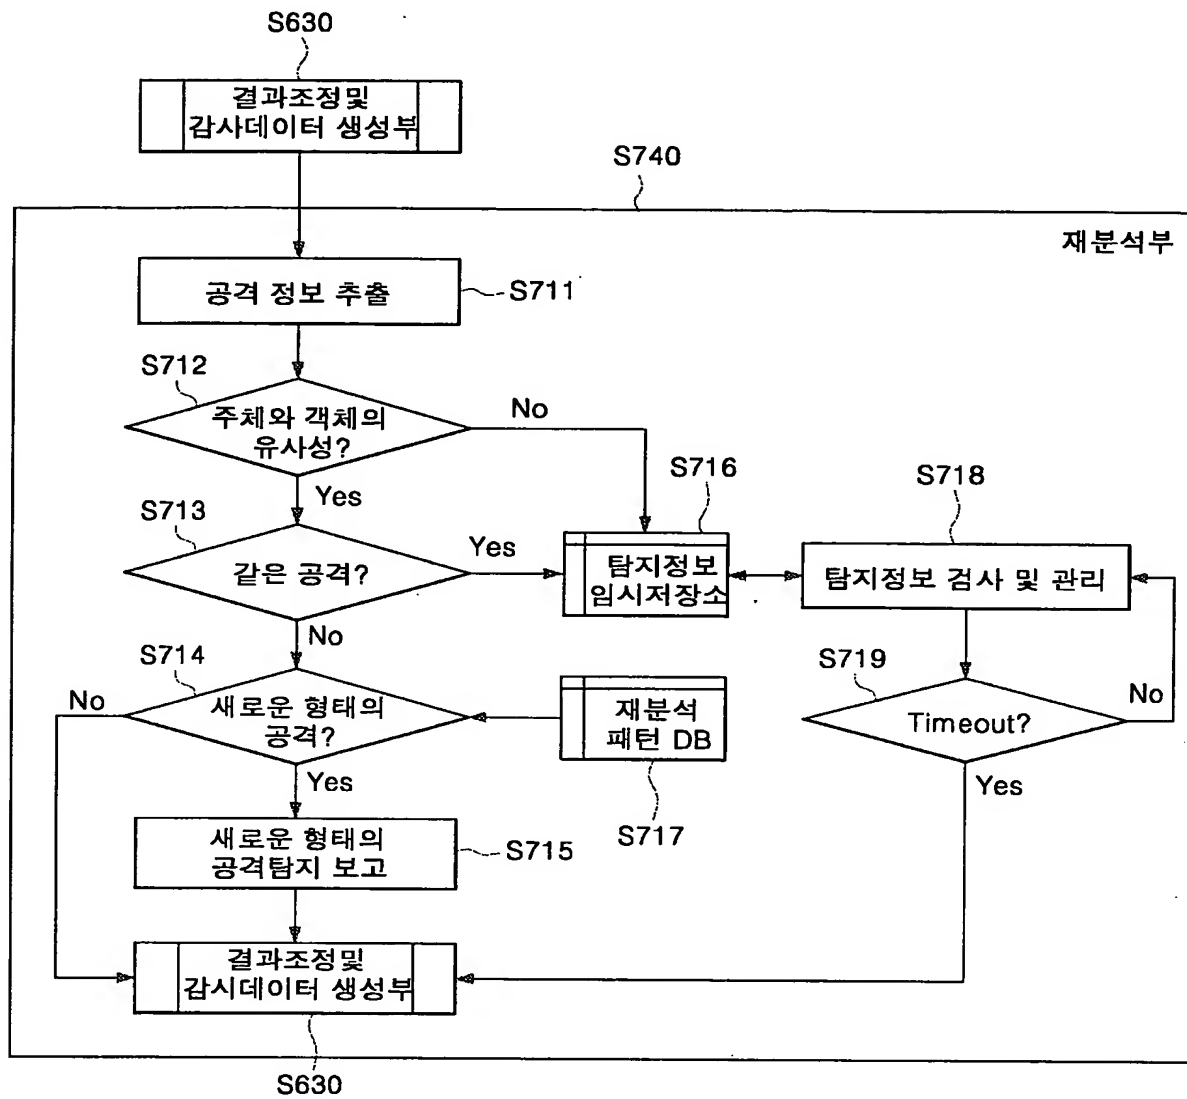 S630
결과조정및
감사데이터 생성부
S740
재분석부
공격 정보 추출
S711
S712
주체와 객체의
유사성?
No
Yes
S713
같은 공격?
Yes
No
S716
탐지정보
임시저장소
S718
탐지정보 검사 및 관리
S719
Timeout?
No
Yes
S714
No
새로운 형태의
공격?
Yes
재분석
패턴 DB
S717
새로운 형태의
공격탐지 보고
S715
결과조정및
감시데이터 생성부
S630